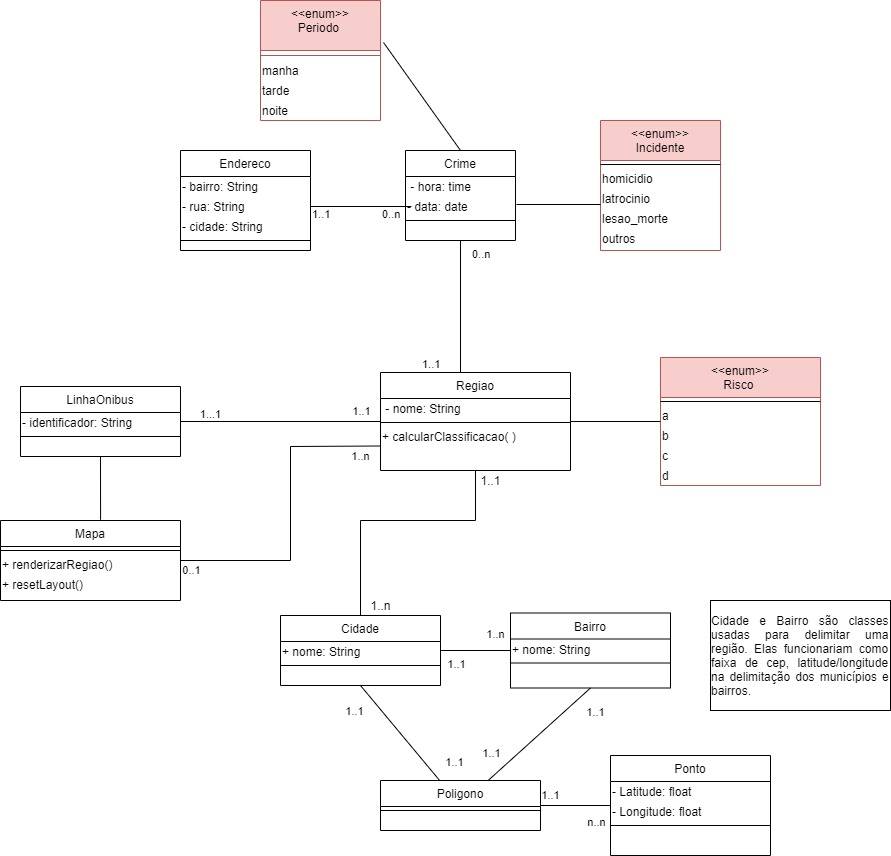 <<enum>>
Periodo
manha
tarde
noite
Endereco
- bairro: String
- rua: String
- cidade: String
1..1
0..n
Crime
- hora: time
- data: date
0..n
<<enum>>
Incidente
homicidio
latrocinio
lesao_morte
outros
1..1
Regiao
- nome: String
+ calcularClassificacao( )
<<enum>>
Risco
a
b
c
d
LinhaOnibus
- identificador: String
1...1
1..1
1..n
1..1
Mapa
+ renderizarRegiao()
+ resetLayout()
0..1
1..n
Cidade
+ nome: String
1..n
1..1
Bairro
+ nome: String
Cidade e Bairro são classes
usadas para delimitar uma
região. Elas funcionariam como
faixa de cep, latitude/longitude
na delimitação dos municípios e
bairros.
1..1
1..1
1..1
1..1
Poligono
1..1
n..n
Ponto
- Latitude: float
- Longitude: float